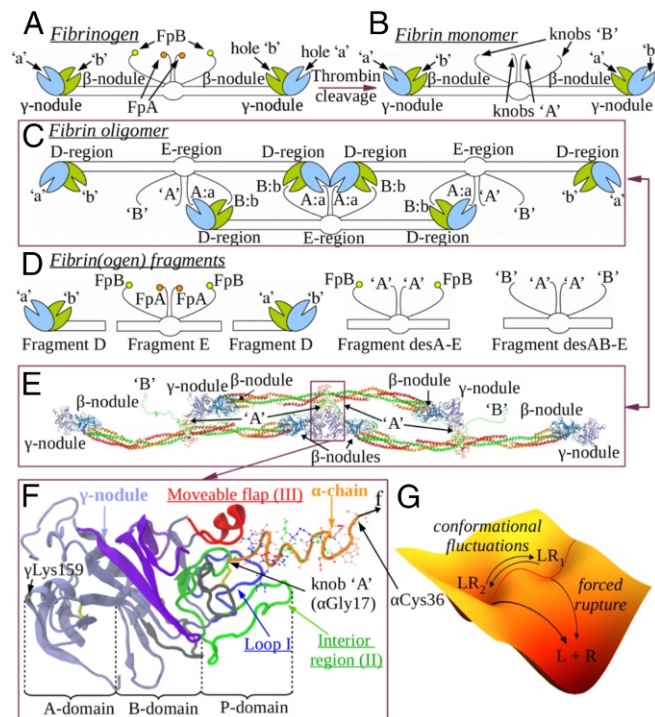 A Fibrinogen FpB
'a' 'b' hole 'b' hole 'a'
β-nodule β-nodule
γ-nodule FpA γ-nodule
Thrombin
cleavage
B Fibrin monomer
knobs 'B'
'a' 'b' 'b' 'a'
β-nodule β-nodule
γ-nodule knobs 'A' γ-nodule
C Fibrin oligomer
D-region E-region D-region D-region E-region D-region
'a' 'b' 'B' 'A' A:a B:b A:a A:a B:b A:a 'A' 'B' 'b' 'a'
B:b B:b
D-region E-region D-region
D Fibrin(ogen) fragments
'a' 'b' FpB FpB 'a' 'b' FpB 'A' 'A' FpB 'B' 'A' 'A' 'B'
FpA FpA
Fragment D Fragment E Fragment D Fragment desA-E Fragment desAB-E
E
'B' γ-nodule β-nodule β-nodule γ-nodule 'B' β-nodule
'A' 'A'
γ-nodule β-nodules γ-nodule
F
γ-nodule Moveable flap (III) α-chain f
γLys159
knob 'A'
(αGly17)
αCys36
Loop I
Interior
region (II)
A-domain B-domain P-domain
G
conformational
fluctuations
LR1
LR2
forced
rupture
L + R